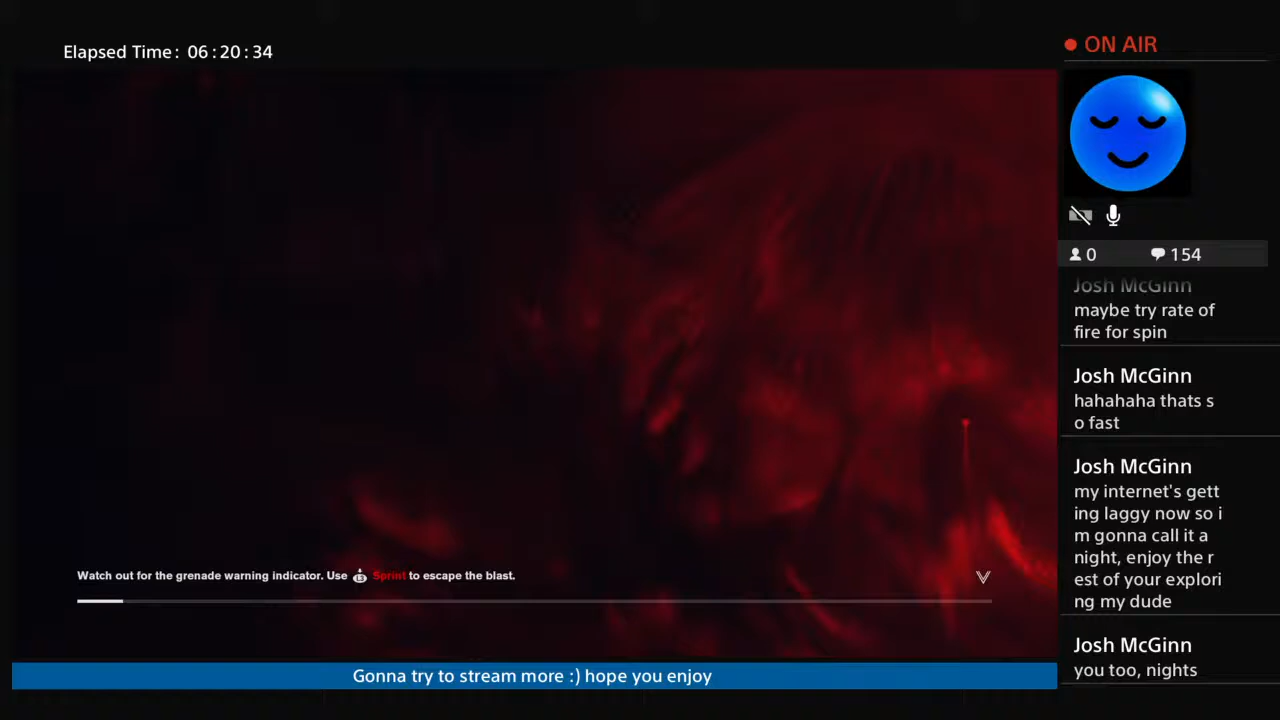 Elapsed Time: 06:20:34
ON AIR
0 154
Josh McGinn
maybe try rate of
fire for spin
Josh McGinn
hahahaha thats s
o fast
Josh McGinn
my internet's gett
ing laggy now so i
m gonna call it a
night, enjoy the r
est of your explori
ng my dude
Josh McGinn
you too, nights
Watch out for the grenade warning indicator. Use L3 Sprint to escape the blast.
Gonna try to stream more :) hope you enjoy